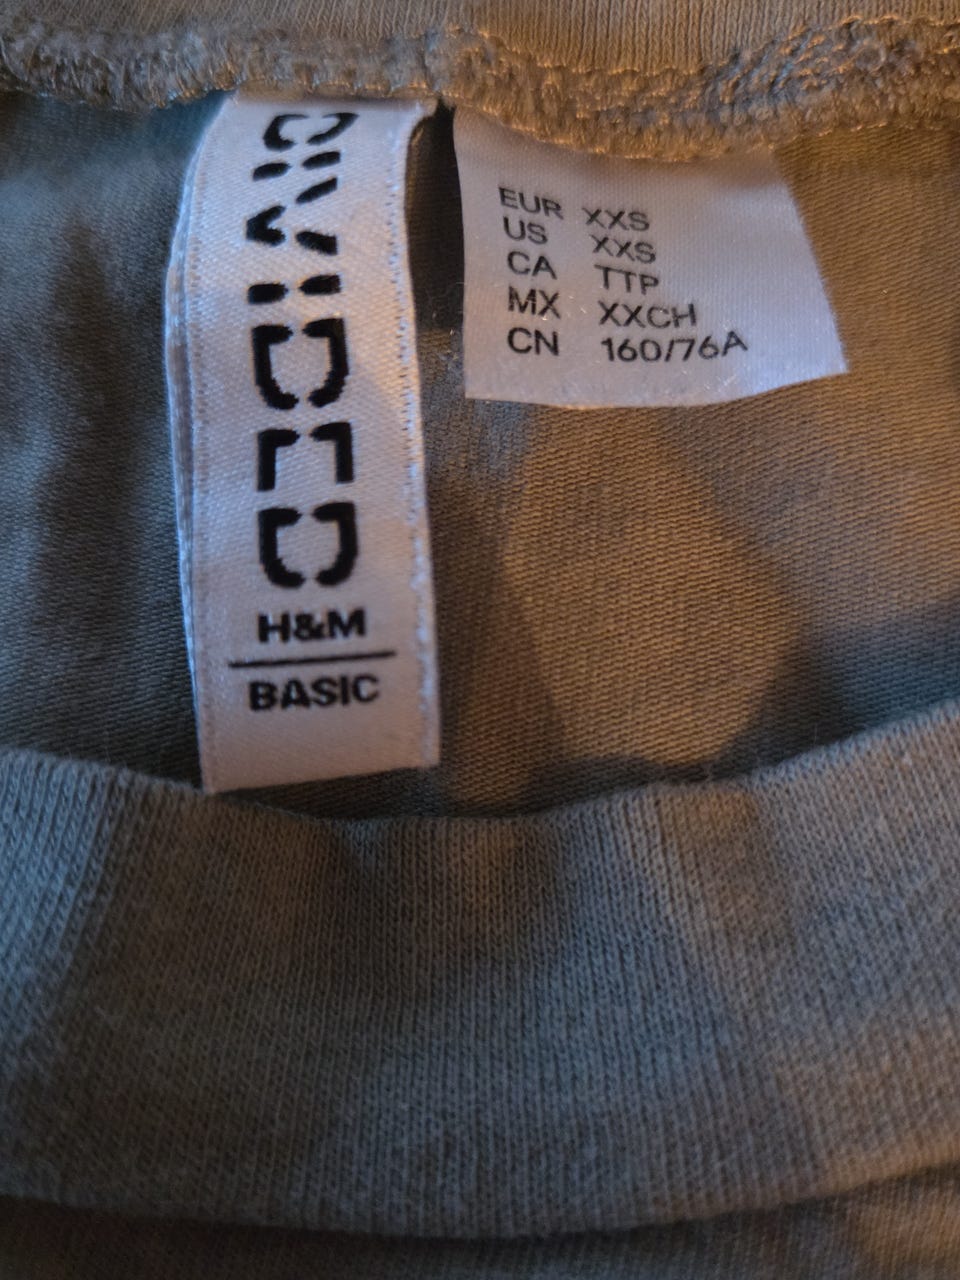 DIVIDED
H&M
BASIC
EUR XXS
US XXS
CA TTP
MX XXCH
CN 160/76A